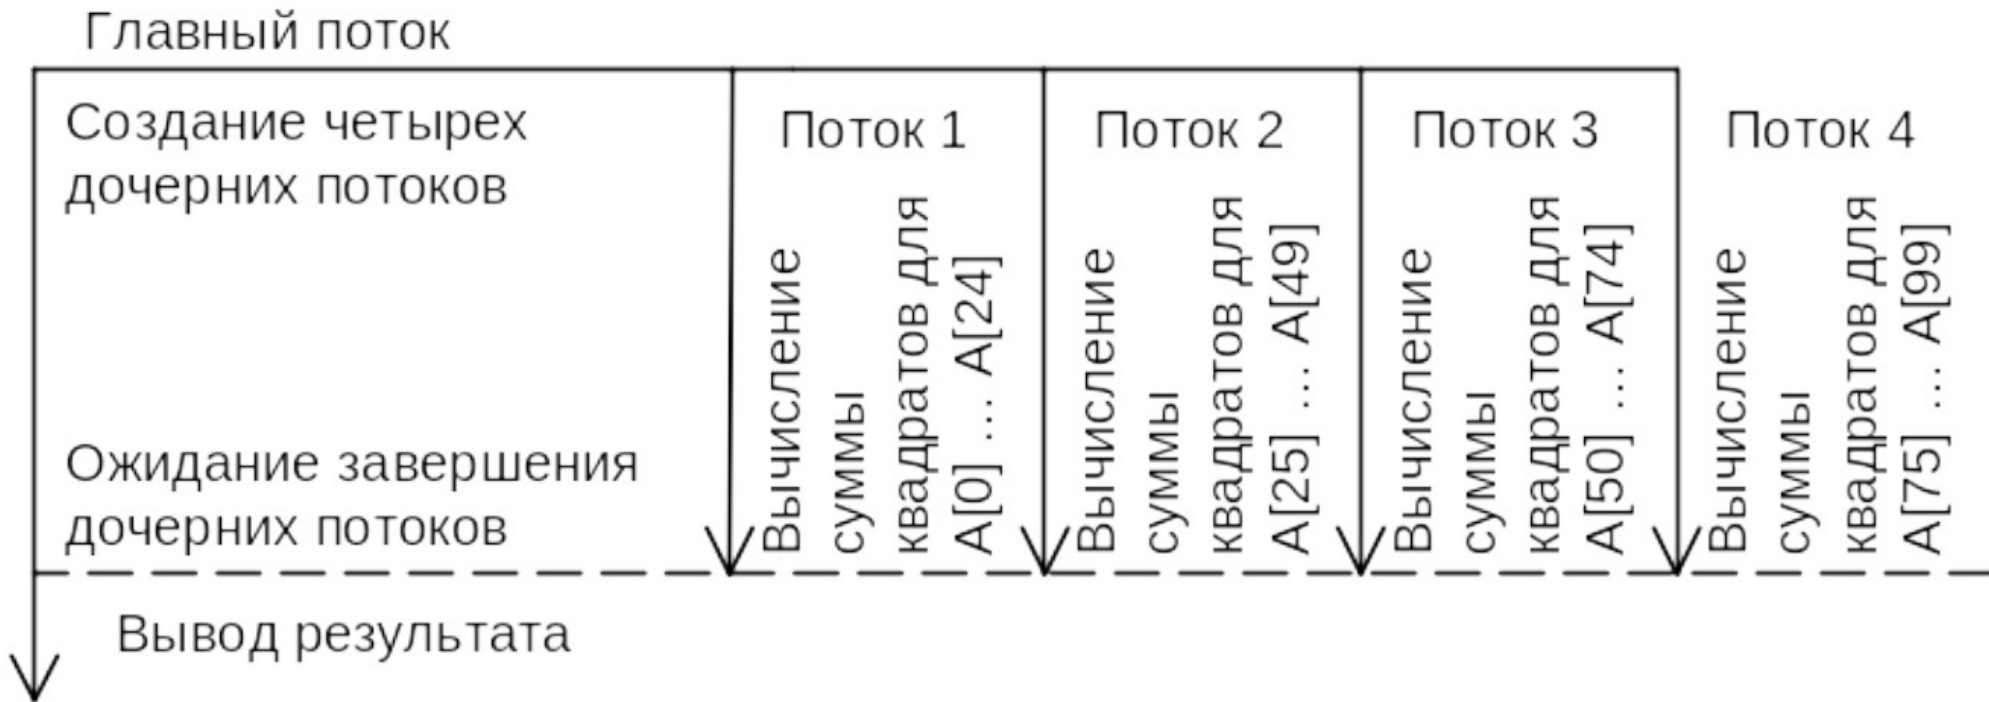 Главный поток
Создание четырех
дочерних потоков
Ожидание завершения
дочерних потоков
Вывод результата
Поток 1
Вычисление
суммы
квадратов для
A[0] ... A[24]
Поток 2
Вычисление
суммы
квадратов для
A[25] ... A[49]
Поток 3
Вычисление
суммы
квадратов для
A[50] ... A[74]
Поток 4
Вычисление
суммы
квадратов для
A[75] ... A[99]